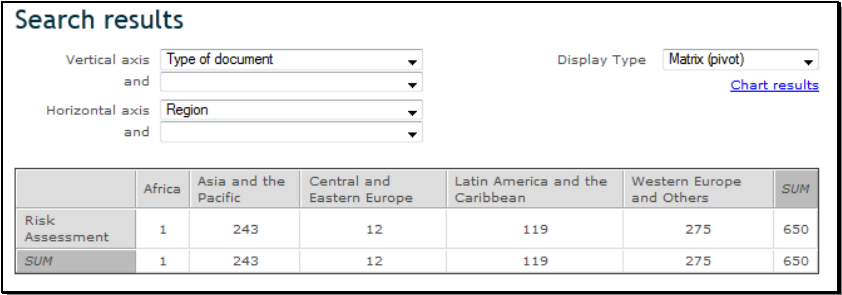 Search results
Vertical axis Type of document Display Type Matrix (pivot)
and Chart results
Horizontal axis Region
and
Africa Asia and the Pacific Central and Eastern Europe Latin America and the Caribbean Western Europe and Others SUM
Risk Assessment 1 243 12 119 275 650
SUM 1 243 12 119 275 650